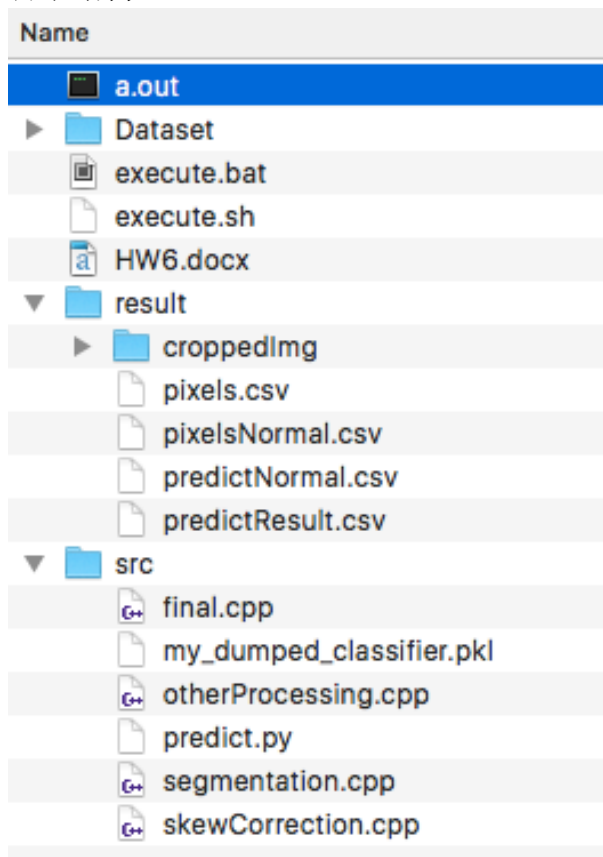 Name
a.out
Dataset
execute.bat
execute.sh
HW6.docx
result
croppedImg
pixels.csv
pixelsNormal.csv
predictNormal.csv
predictResult.csv
src
final.cpp
my_dumped_classifier.pkl
otherProcessing.cpp
predict.py
segmentation.cpp
skewCorrection.cpp